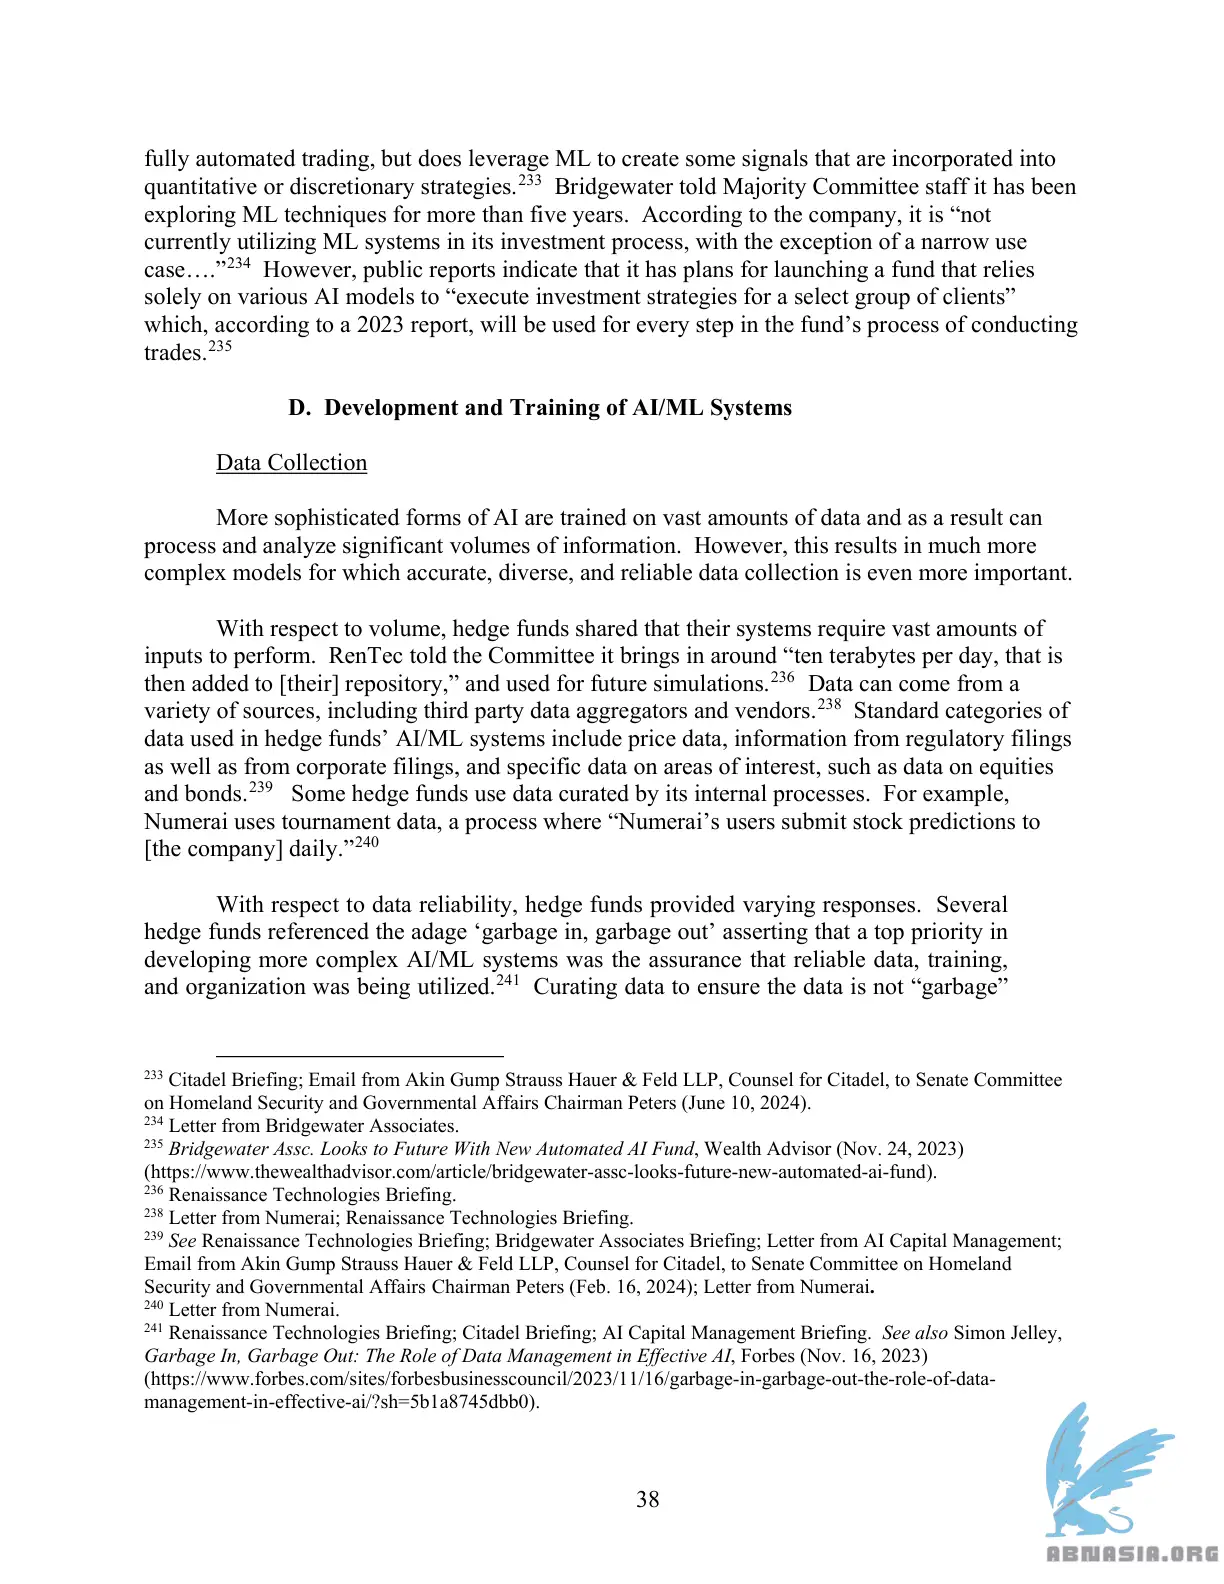 fully automated trading, but does leverage ML to create some signals that are incorporated into
quantitative or discretionary strategies.233  Bridgewater told Majority Committee staff it has been
exploring ML techniques for more than five years.  According to the company, it is “not
currently utilizing ML systems in its investment process, with the exception of a narrow use
case….”234  However, public reports indicate that it has plans for launching a fund that relies
solely on various AI models to “execute investment strategies for a select group of clients”
which, according to a 2023 report, will be used for every step in the fund’s process of conducting
trades.235
D.  Development and Training of AI/ML Systems
Data Collection
More sophisticated forms of AI are trained on vast amounts of data and as a result can
process and analyze significant volumes of information.  However, this results in much more
complex models for which accurate, diverse, and reliable data collection is even more important.
With respect to volume, hedge funds shared that their systems require vast amounts of
inputs to perform.  RenTec told the Committee it brings in around “ten terabytes per day, that is
then added to [their] repository,” and used for future simulations.236  Data can come from a
variety of sources, including third party data aggregators and vendors.238  Standard categories of
data used in hedge funds’ AI/ML systems include price data, information from regulatory filings
as well as from corporate filings, and specific data on areas of interest, such as data on equities
and bonds.239   Some hedge funds use data curated by its internal processes.  For example,
Numerai uses tournament data, a process where “Numerai’s users submit stock predictions to
[the company] daily.”240
With respect to data reliability, hedge funds provided varying responses.  Several
hedge funds referenced the adage ‘garbage in, garbage out’ asserting that a top priority in
developing more complex AI/ML systems was the assurance that reliable data, training,
and organization was being utilized.241  Curating data to ensure the data is not “garbage”
233 Citadel Briefing; Email from Akin Gump Strauss Hauer & Feld LLP, Counsel for Citadel, to Senate Committee
on Homeland Security and Governmental Affairs Chairman Peters (June 10, 2024).
234 Letter from Bridgewater Associates.
235 Bridgewater Assc. Looks to Future With New Automated AI Fund, Wealth Advisor (Nov. 24, 2023)
(https://www.thewealthadvisor.com/article/bridgewater-assc-looks-future-new-automated-ai-fund).
236 Renaissance Technologies Briefing.
238 Letter from Numerai; Renaissance Technologies Briefing.
239 See Renaissance Technologies Briefing; Bridgewater Associates Briefing; Letter from AI Capital Management;
Email from Akin Gump Strauss Hauer & Feld LLP, Counsel for Citadel, to Senate Committee on Homeland
Security and Governmental Affairs Chairman Peters (Feb. 16, 2024); Letter from Numerai.
240 Letter from Numerai.
241 Renaissance Technologies Briefing; Citadel Briefing; AI Capital Management Briefing.  See also Simon Jelley,
Garbage In, Garbage Out: The Role of Data Management in Effective AI, Forbes (Nov. 16, 2023)
(https://www.forbes.com/sites/forbesbusinesscouncil/2023/11/16/garbage-in-garbage-out-the-role-of-data-
management-in-effective-ai/?sh=5b1a8745dbb0).
38
ABNASIA.ORG